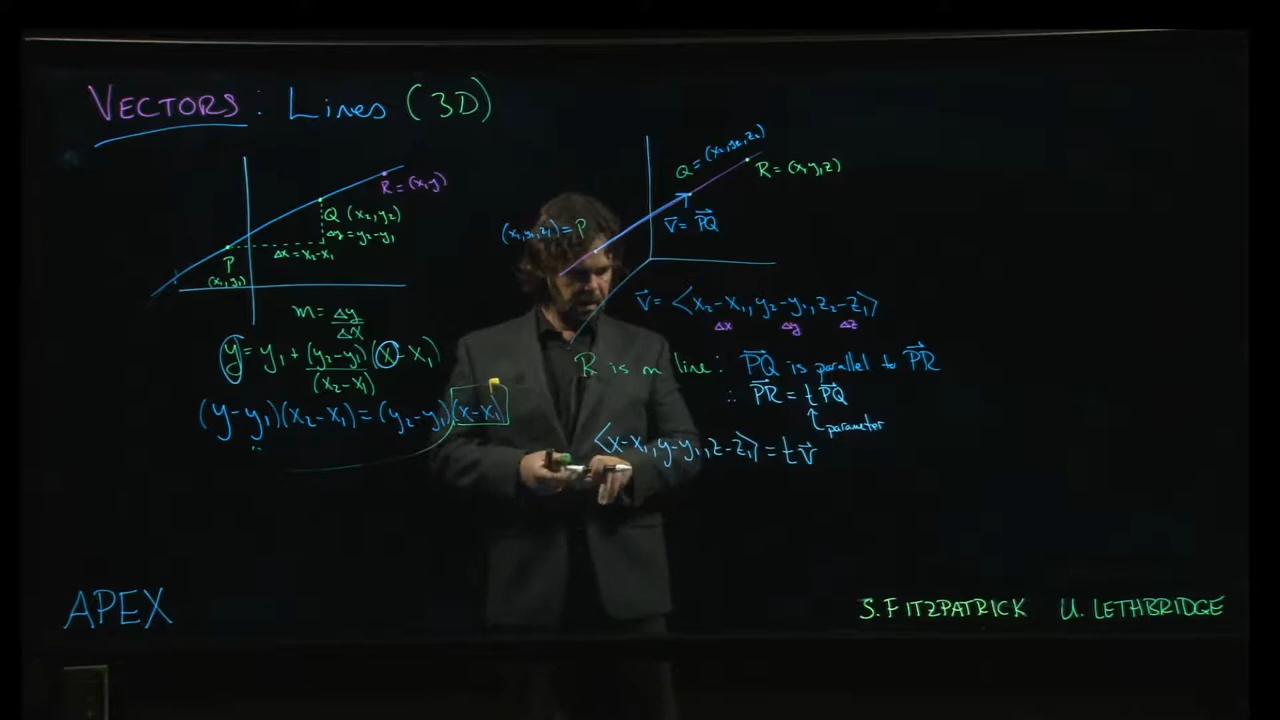 VECTORS: Lines (3D)
R = (x,y)
Q (x₂, y₂)
Δy = y₂-y₁
Δx = x₂-x₁
P
(x₁, y₁)
m = Δy/Δx
y = y₁ + (y₂-y₁)/(x₂-x₁) (x - x₁)
(y-y₁)(x₂-x₁) = (y₂-y₁)(x-x₁)
Q = (x₂, y₂, z₂)
R = (x,y,z)
(x₁, y₁, z₁) = P
v⃗ = PQ⃗
v⃗ = ⟨x₂-x₁, y₂-y₁, z₂-z₁⟩
Δx Δy Δz
R is on line: PQ⃗ is parallel to PR⃗
∴ PR⃗ = tPQ⃗
parameter
⟨x-x₁, y-y₁, z-z₁⟩ = tv⃗
APEX
S. FITZPATRICK U. LETHBRIDGE